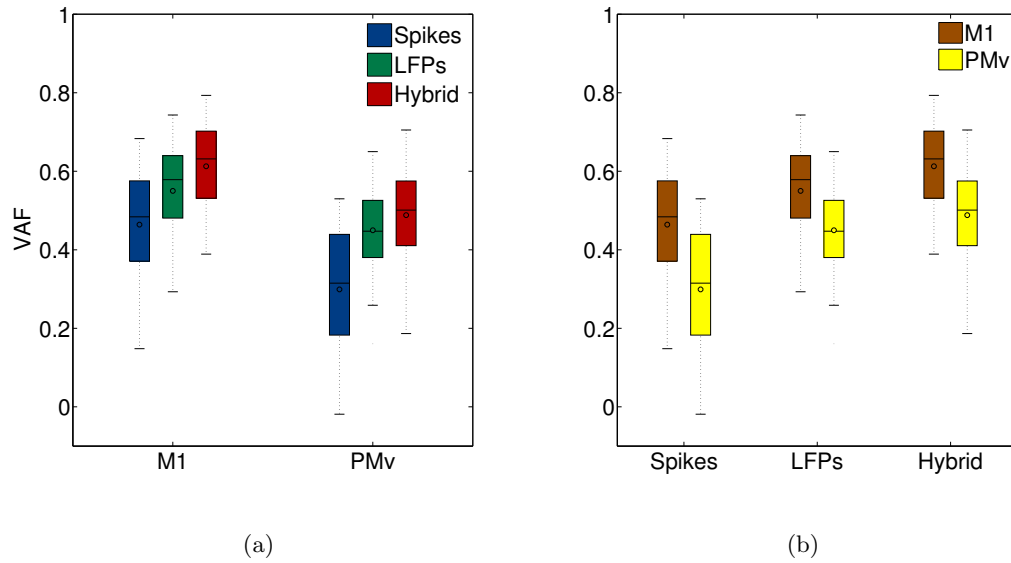 1
0.8
0.6
0.4
0.2
0
VAF
Spikes
LFPs
Hybrid
M1 PMv
(a)
1
0.8
0.6
0.4
0.2
0
M1
PMv
Spikes LFPs Hybrid
(b)